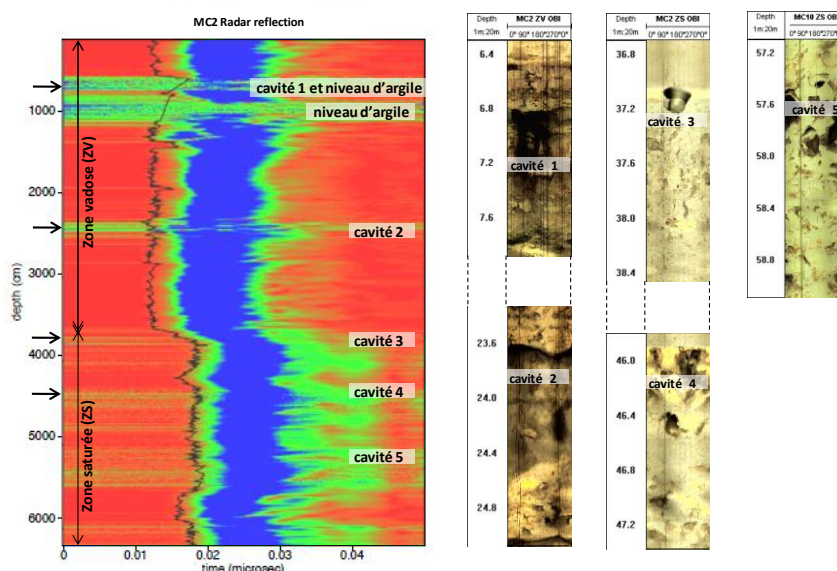 MC2 Radar reflection
cavité 1 et niveau d'argile
niveau d'argile
cavité 2
cavité 3
cavité 4
cavité 5
Zone vadose (ZV)
Zone saturée (ZS)
depth (cm)
1000
2000
3000
4000
5000
6000
0
0.01
0.02
0.03
0.04
time (microsec)
Depth
MC2 ZV OBI
1m:20m
0° 90° 180°270°0°
6.4
6.8
7.2
7.6
cavité 1
23.6
24.0
24.4
24.8
cavité 2
Depth
MC2 ZS OBI
1m:20m
0° 90° 180°270°0°
36.8
37.2
37.6
38.0
38.4
cavité 3
46.0
46.4
46.8
47.2
cavité 4
Depth
MC10 ZS OBI
1m:20m
0° 90° 180°270°0°
57.2
57.6
58.0
58.4
58.8
cavité 5